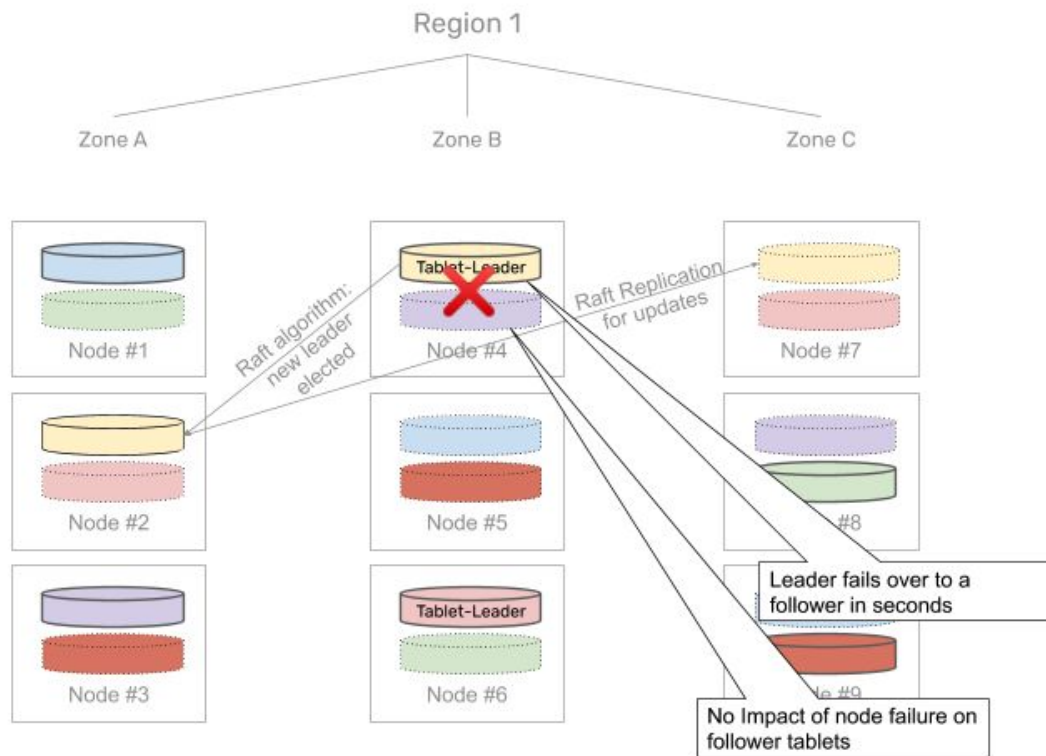 Region 1
Zone A
Zone B
Zone C
Tablet-Leader
Raft algorithm:
new leader
elected
Raft Replication
for updates
Node #1
Node #4
Node #7
Node #2
Node #5
#8
Leader fails over to a
follower in seconds
Tablet-Leader
Node #3
Node #6
#9
No Impact of node failure on
follower tablets